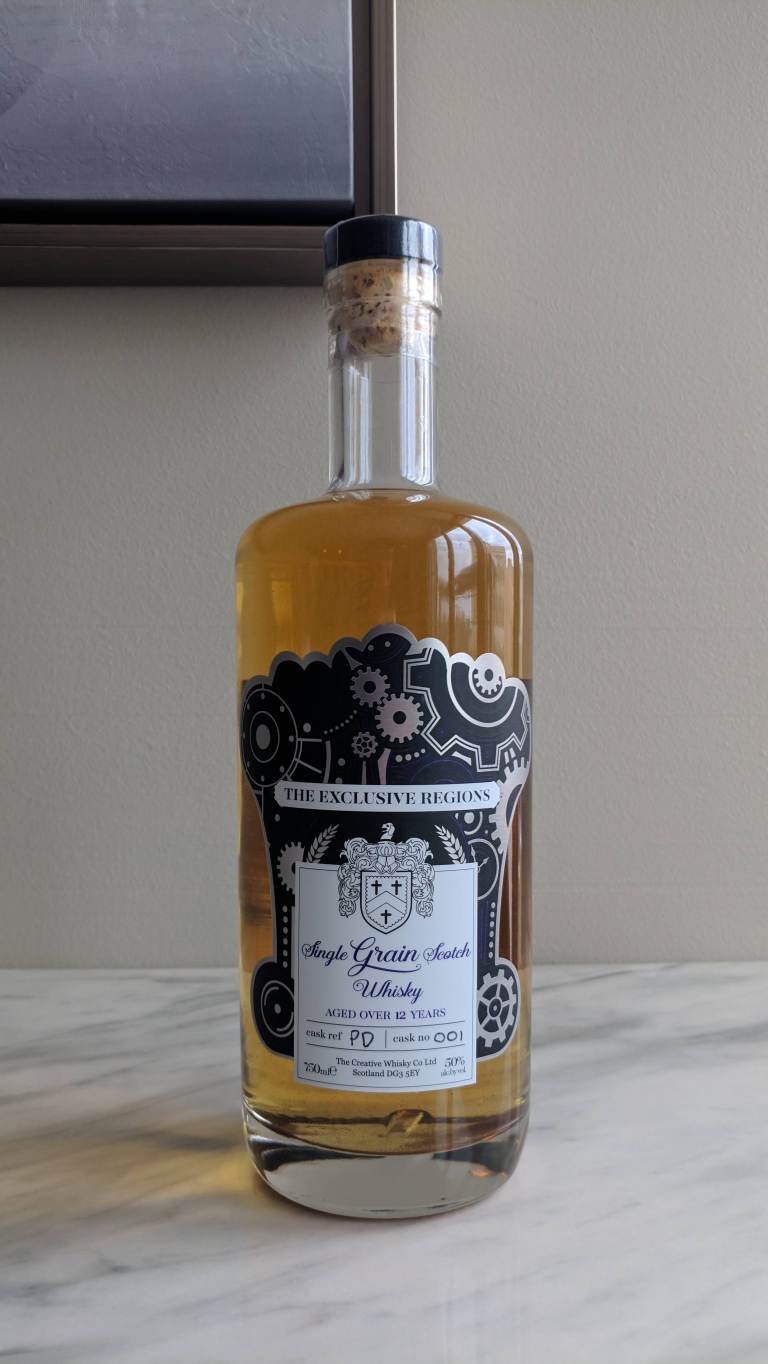 THE EXCLUSIVE REGIONS
Single Grain Scotch
Whisky
AGED OVER 12 YEARS
cask ref PD cask no 001
The Creative Whisky Co Ltd
750ml℮ Scotland DG3 5EY 50%
alc.by.vol.